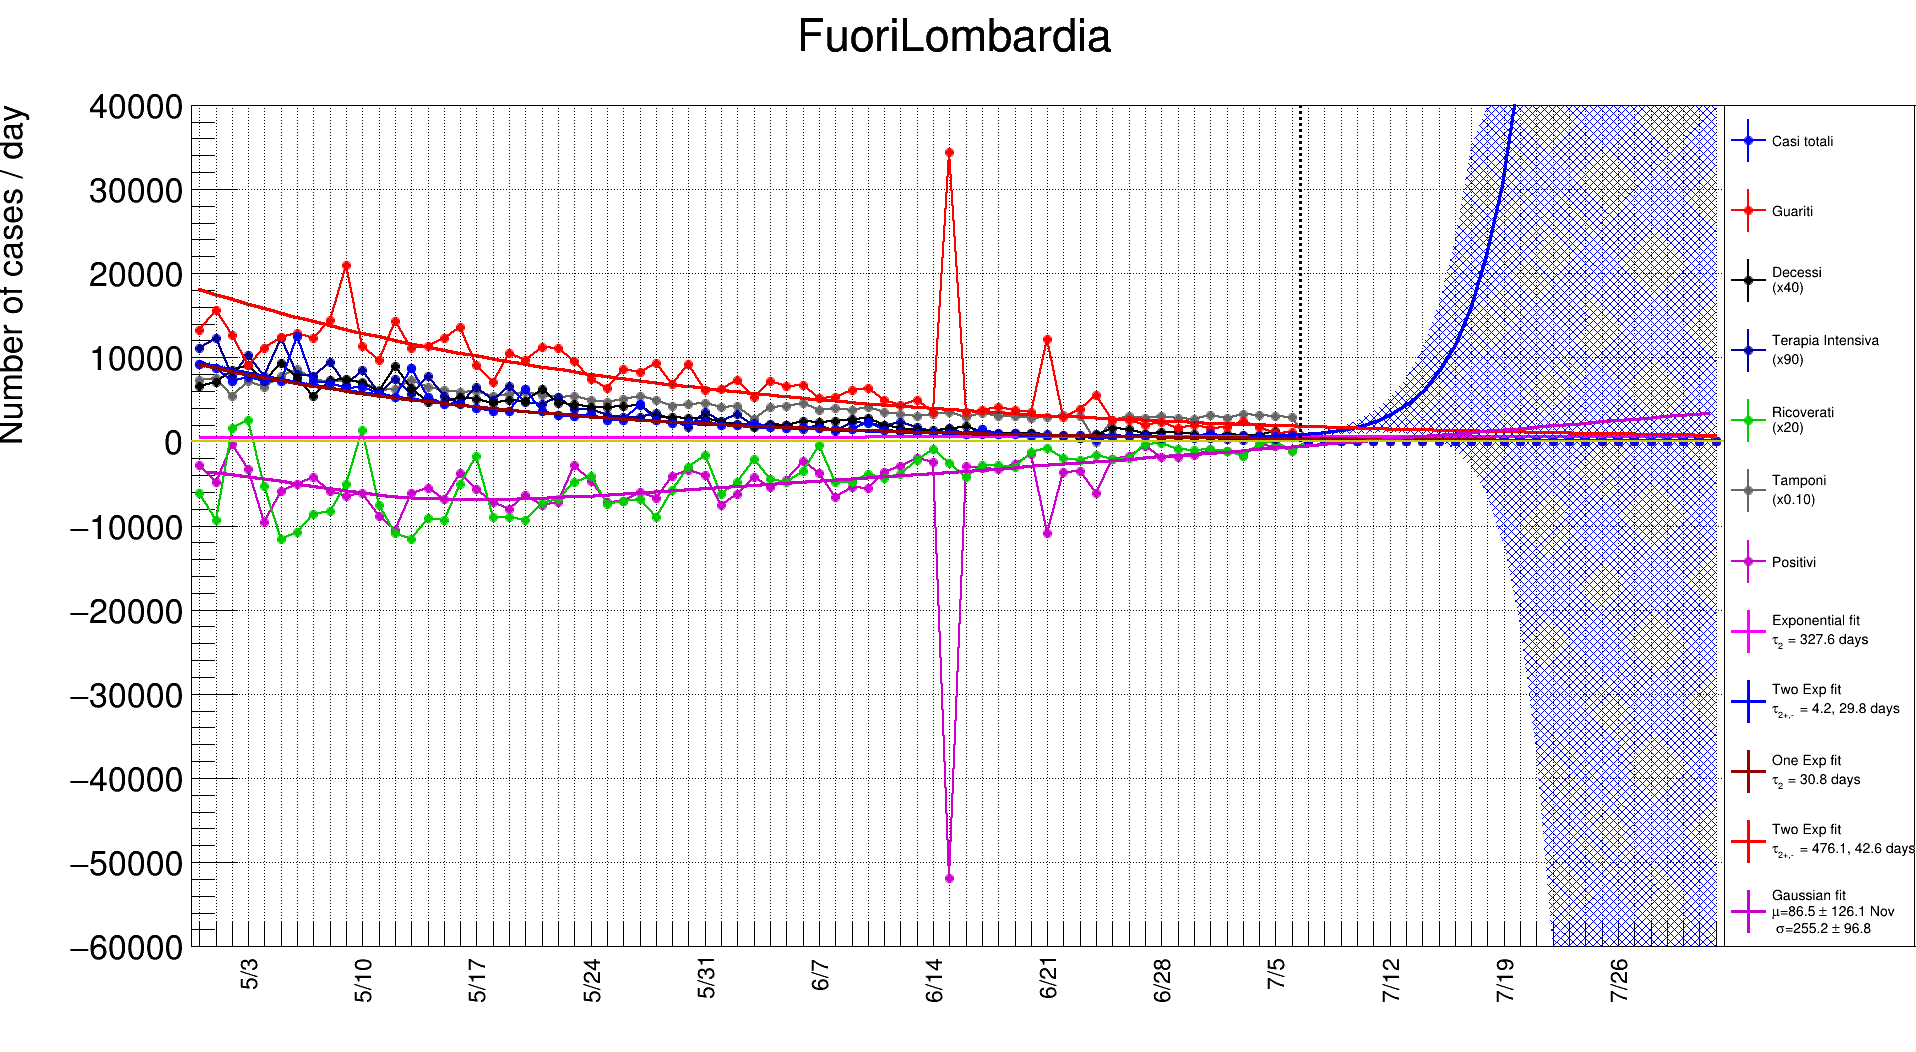 FuoriLombardia
Number of cases / day
40000
30000
20000
10000
0
−10000
−20000
−30000
−40000
−50000
−60000
5/3
5/10
5/17
5/24
5/31
6/7
6/14
6/21
6/28
7/5
7/12
7/19
7/26
Casi totali
Guariti
Decessi
(x40)
Terapia Intensiva
(x90)
Ricoverati
(x20)
Tamponi
(x0.10)
Positivi
Exponential fit
τ2 = 327.6 days
Two Exp fit
τ2+,- = 4.2, 29.8 days
One Exp fit
τ2 = 30.8 days
Two Exp fit
τ2+,- = 476.1, 42.6 days
Gaussian fit
μ=86.5 ± 126.1 Nov
σ=255.2 ± 96.8